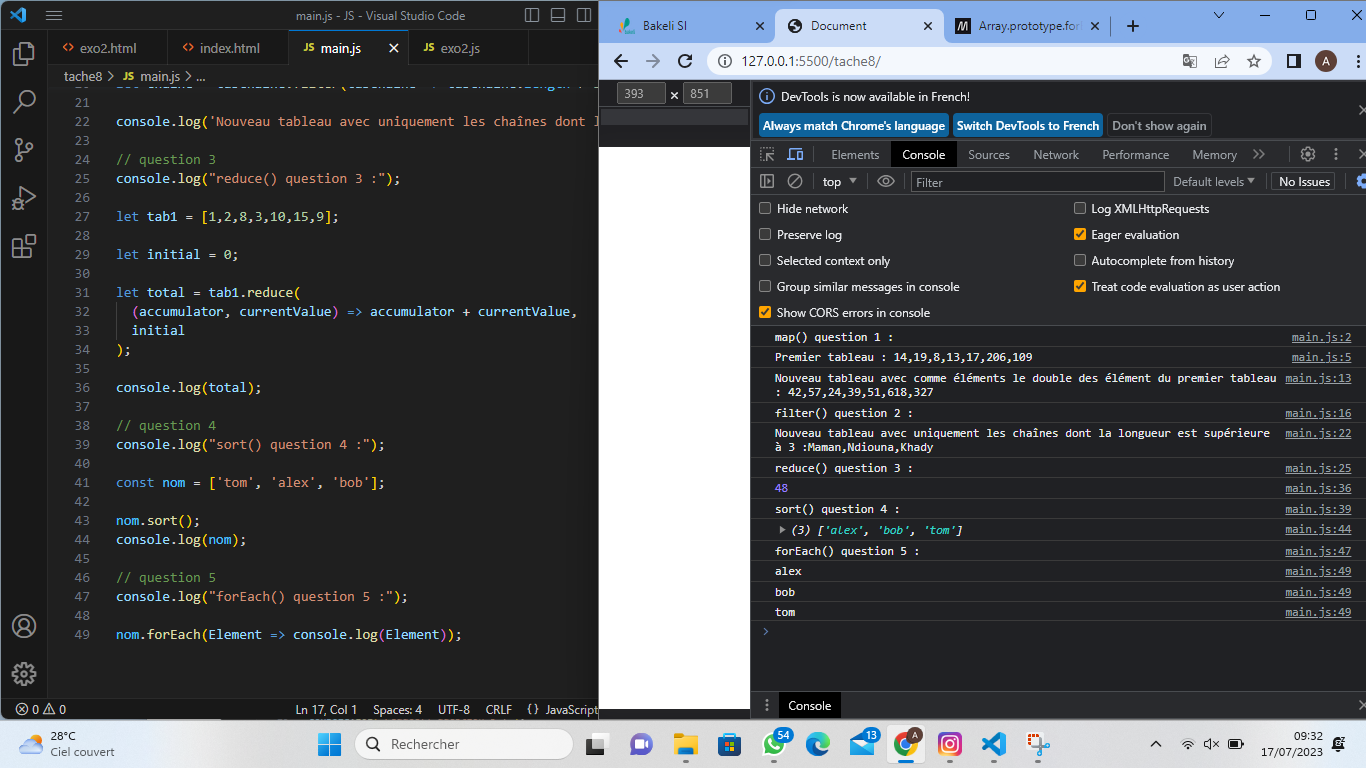 main.js - JS - Visual Studio Code
exo2.html
index.html
JS main.js
JS exo2.js
tache8 > JS main.js > ...
21
22 console.log('Nouveau tableau avec uniquement les chaînes dont l
23
24 // question 3
25 console.log("reduce() question 3 :");
26
27 let tab1 = [1,2,8,3,10,15,9];
28
29 let initial = 0;
30
31 let total = tab1.reduce(
32 (accumulator, currentValue) => accumulator + currentValue,
33 initial
34 );
35
36 console.log(total);
37
38 // question 4
39 console.log("sort() question 4 :");
40
41 const nom = ['tom', 'alex', 'bob'];
42
43 nom.sort();
44 console.log(nom);
45
46 // question 5
47 console.log("forEach() question 5 :");
48
49 nom.forEach(Element => console.log(Element));
0 0
Ln 17, Col 1 Spaces: 4 UTF-8 CRLF {} JavaScript
Bakeli SI
Document
Array.prototype.for
127.0.0.1:5500/tache8/
A
393 × 851
DevTools is now available in French!
Always match Chrome's language
Switch DevTools to French
Don't show again
Elements Console Sources Network Performance Memory
top
Filter
Default levels
No Issues
Hide network
Log XMLHttpRequests
Preserve log
Eager evaluation
Selected context only
Autocomplete from history
Group similar messages in console
Treat code evaluation as user action
Show CORS errors in console
map() question 1 : main.js:2
Premier tableau : 14,19,8,13,17,206,109 main.js:5
Nouveau tableau avec comme éléments le double des élément du premier tableau main.js:13
: 42,57,24,39,51,618,327
filter() question 2 : main.js:16
Nouveau tableau avec uniquement les chaînes dont la longueur est supérieure main.js:22
à 3 :Maman,Ndiouna,Khady
reduce() question 3 : main.js:25
48 main.js:36
sort() question 4 : main.js:39
(3) ['alex', 'bob', 'tom'] main.js:44
forEach() question 5 : main.js:47
alex main.js:49
bob main.js:49
tom main.js:49
Console
28°C
Ciel couvert
Rechercher
54
13
A
09:32
17/07/2023